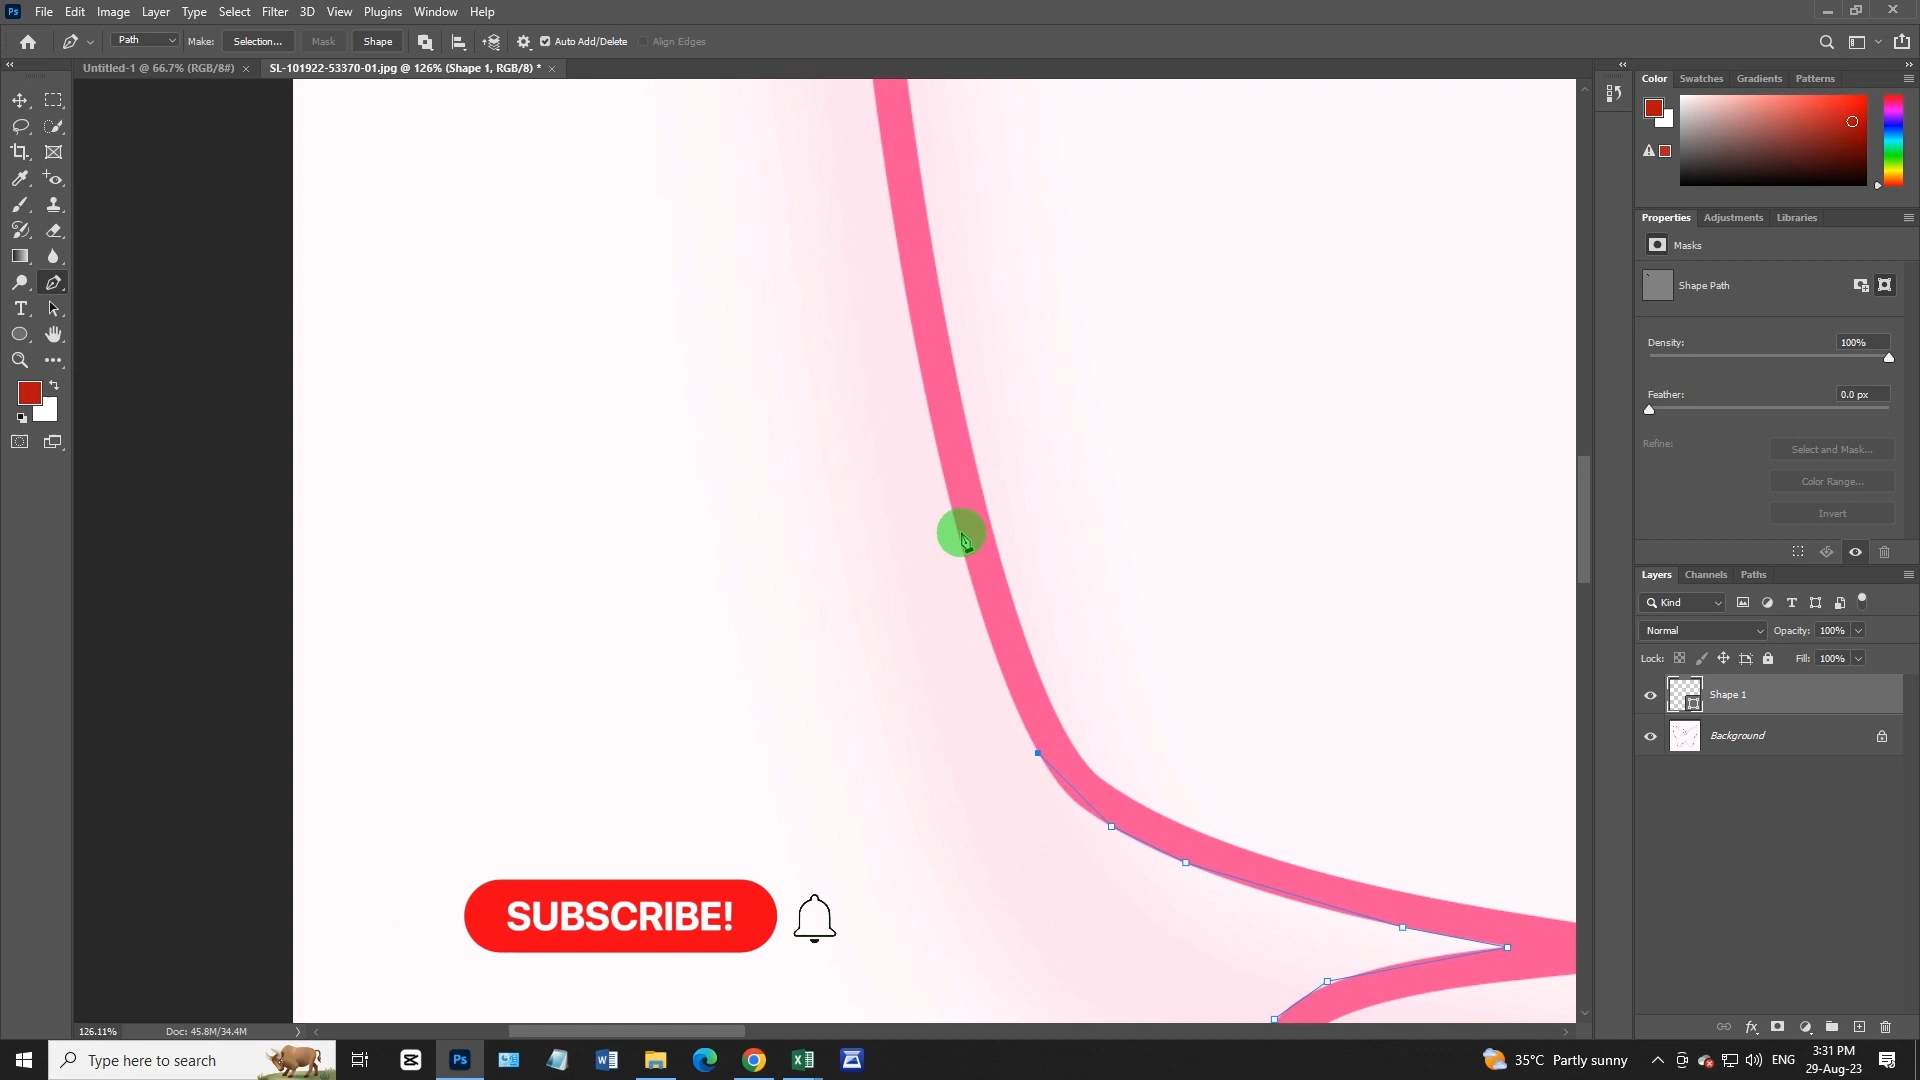 Ps File Edit Image Layer Type Select Filter 3D View Plugins Window Help
Path Make: Selection... Mask Shape Auto Add/Delete Align Edges
Untitled-1 @ 66.7% (RGB/8#) × SL-101922-53370-01.jpg @ 126% (Shape 1, RGB/8) * ×
Color Swatches Gradients Patterns
Properties Adjustments Libraries
Masks
Shape Path
Density: 100%
Feather: 0.0 px
Refine: Select and Mask...
Color Range...
Invert
Layers Channels Paths
Kind
Normal Opacity: 100%
Lock: Fill: 100%
Shape 1
Background
SUBSCRIBE!
126.11% Doc: 45.8M/34.4M
Type here to search
Ps
35°C Partly sunny
ENG
3:31 PM
29-Aug-23